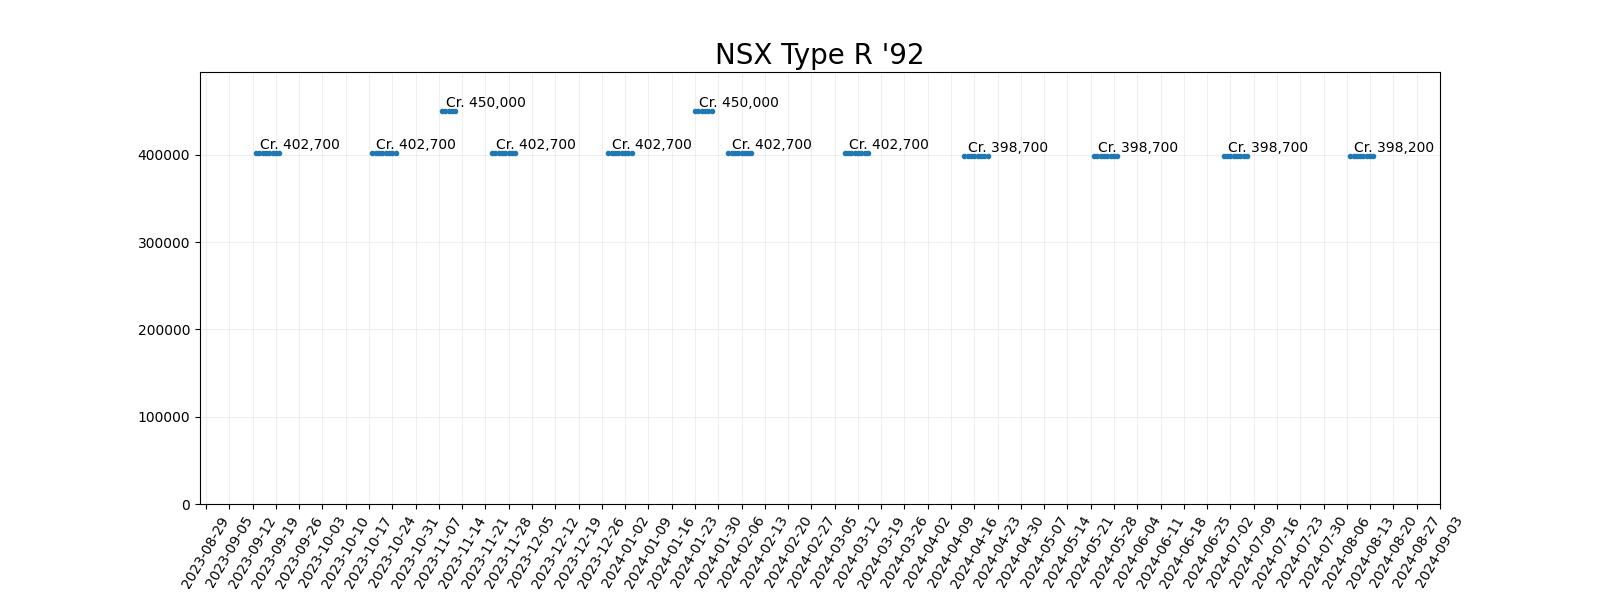 NSX Type R '92
Cr. 450,000 Cr. 450,000
Cr. 402,700 Cr. 402,700 Cr. 402,700 Cr. 402,700 Cr. 402,700 Cr. 402,700 Cr. 398,700 Cr. 398,700 Cr. 398,700 Cr. 398,200
400000
300000
200000
100000
0
2023-08-29 2023-09-05 2023-09-12 2023-09-19 2023-09-26 2023-10-03 2023-10-10 2023-10-17 2023-10-24 2023-10-31 2023-11-07 2023-11-14 2023-11-21 2023-11-28 2023-12-05 2023-12-12 2023-12-19 2023-12-26 2024-01-02 2024-01-09 2024-01-16 2024-01-23 2024-01-30 2024-02-06 2024-02-13 2024-02-20 2024-02-27 2024-03-05 2024-03-12 2024-03-19 2024-03-26 2024-04-02 2024-04-09 2024-04-16 2024-04-23 2024-04-30 2024-05-07 2024-05-14 2024-05-21 2024-05-28 2024-06-04 2024-06-11 2024-06-18 2024-06-25 2024-07-02 2024-07-09 2024-07-16 2024-07-23 2024-07-30 2024-08-06 2024-08-13 2024-08-20 2024-08-27 2024-09-03